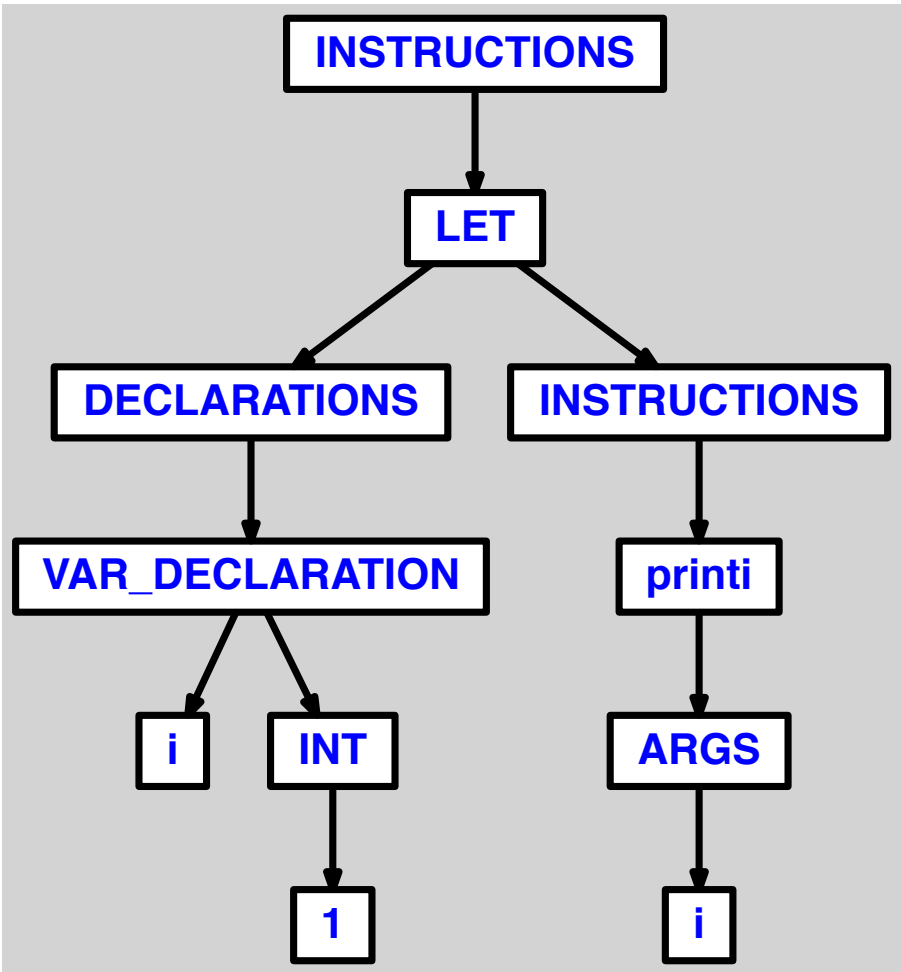 INSTRUCTIONS
LET
DECLARATIONS
INSTRUCTIONS
VAR_DECLARATION
printi
i
INT
ARGS
1
i